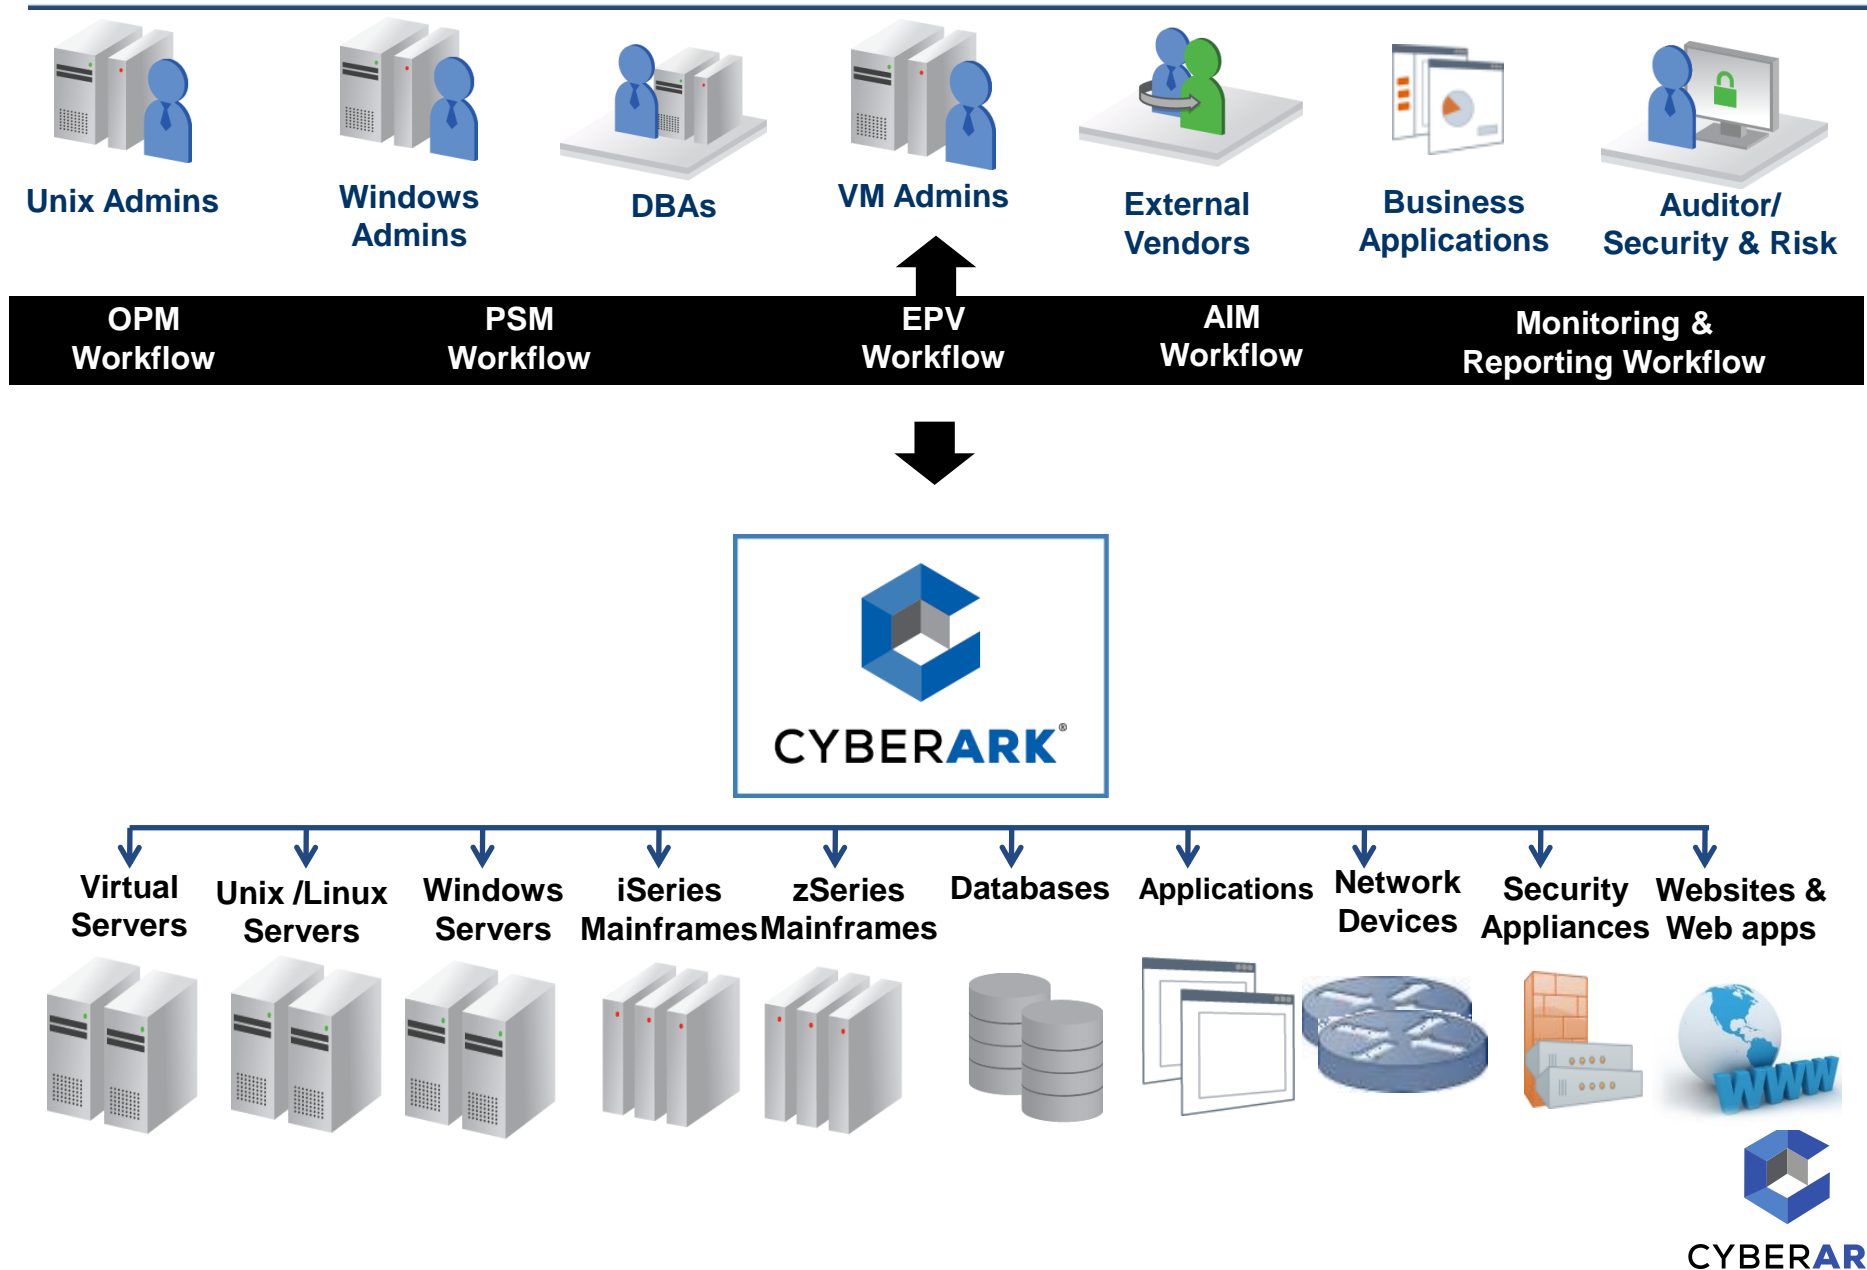 Unix Admins
Windows
Admins
DBAs
VM Admins
External
Vendors
Business
Applications
Auditor/
Security & Risk
OPM
Workflow
PSM
Workflow
EPV
Workflow
AIM
Workflow
Monitoring &
Reporting Workflow
CYBERARK®
Virtual
Servers
Unix /Linux
Servers
Windows
Servers
iSeries
Mainframes
zSeries
Mainframes
Databases
Applications
Network
Devices
Security
Appliances
Websites &
Web apps
WWW
CYBERAR